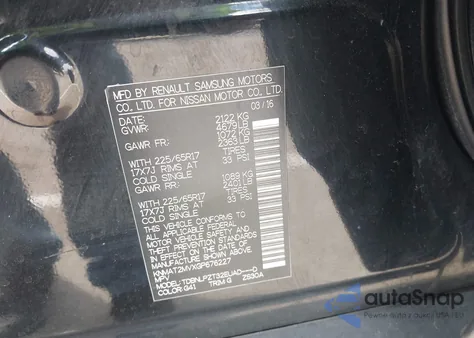 MFD BY RENAULT SAMSUNG MOTORS
CO., LTD. FOR NISSAN MOTOR CO., LTD.
DATE: 03/16
GVWR: 2122 KG
4679 LB
GAWR FR: 1072 KG
2363 LB
WITH 225/65R17 TIRES
17X7J RIMS AT 33 PSI
COLD SINGLE
GAWR RR: 1089 KG
2401 LB
WITH 225/65R17 TIRES
17X7J RIMS AT 33 PSI
COLD SINGLE
THIS VEHICLE CONFORMS TO ALL
APPLICABLE FEDERAL
MOTOR VEHICLE SAFETY AND
THEFT PREVENTION STANDARDS
IN EFFECT ON THE DATE OF
MANUFACTURE SHOWN ABOVE.
KNMAT2MVXGP676227
MPV
COLOR: G41 TRIM: G
autoSnap